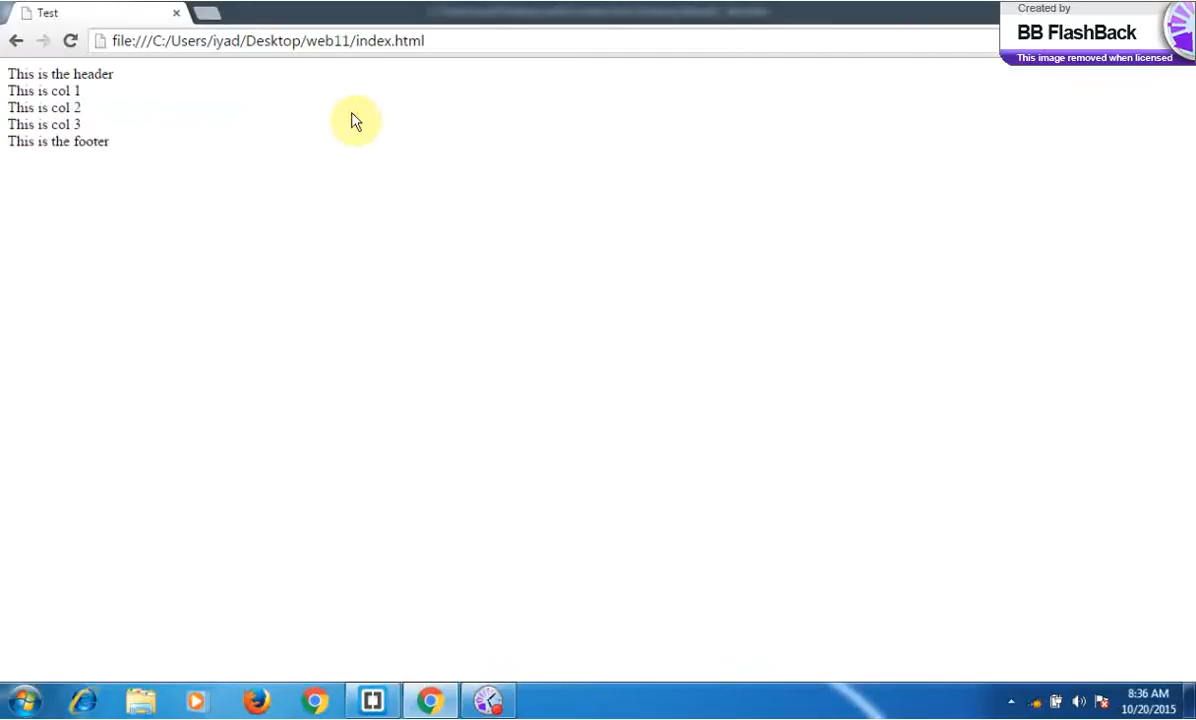 Test
Created by
BB FlashBack
This image removed when licensed
file:///C:/Users/iyad/Desktop/web11/index.html
This is the header
This is col 1
This is col 2
This is col 3
This is the footer
8:36 AM
10/20/2015